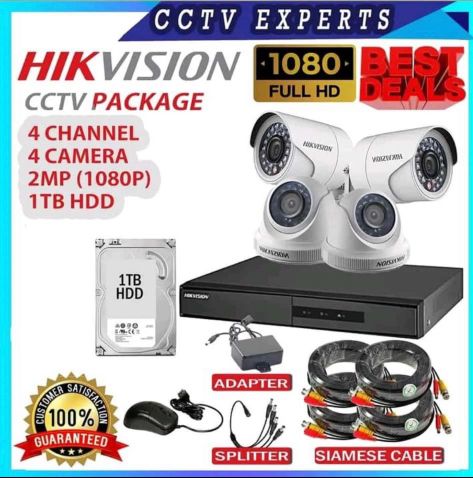 CCTV EXPERTS
HIKVISION
CCTV PACKAGE
4 CHANNEL
4 CAMERA
2MP (1080P)
1TB HDD
1080
FULL HD
BEST
DEALS
HIKVISION
HIKVISION
HIKVISION
HIKVISION
HIKVISION
1TB
HDD
ADAPTER
SPLITTER
SIAMESE CABLE
CUSTOMER SATISFACTION
100%
GUARANTEED